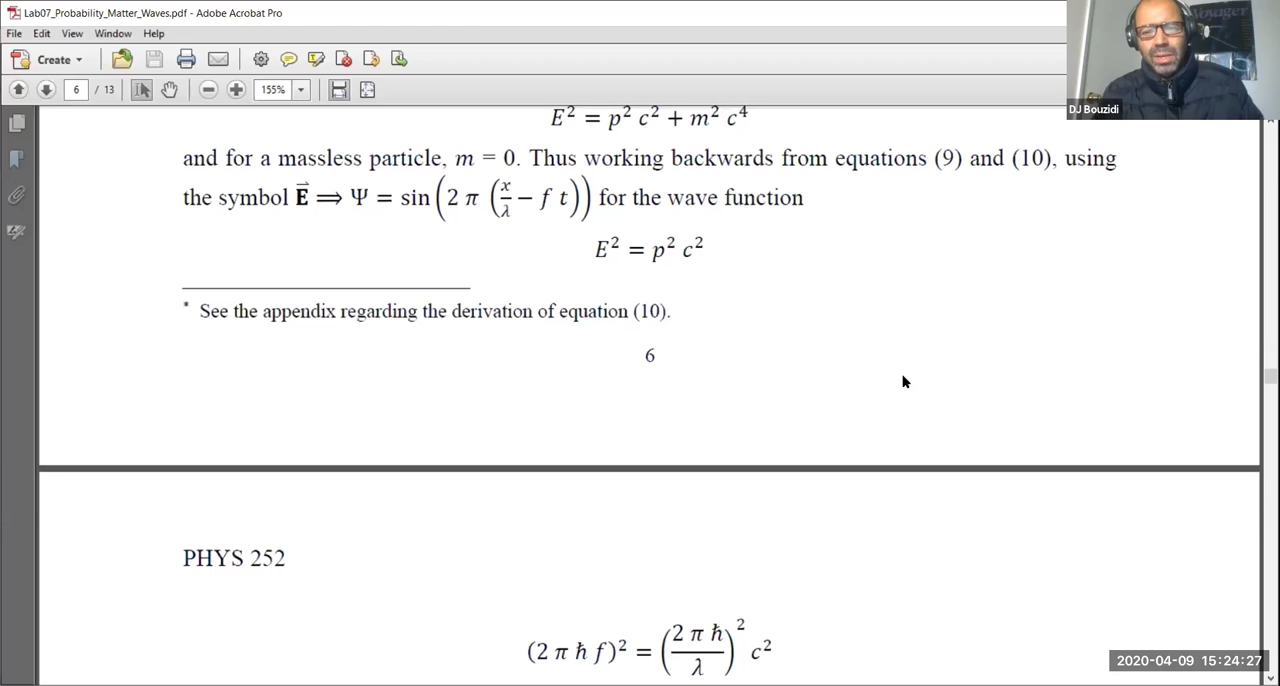 Lab07_Probability_Matter_Waves.pdf - Adobe Acrobat Pro
File Edit View Window Help
Create
6 / 13 155%
Voyager
DJ Bouzidi
E² = p² c² + m² c⁴
and for a massless particle, m = 0. Thus working backwards from equations (9) and (10), using
the symbol E⃗ ⟹ Ψ = sin(2 π (x/λ − f t)) for the wave function
E² = p² c²
* See the appendix regarding the derivation of equation (10).
6
PHYS 252
(2 π ℏ f)² = (2 π ℏ / λ)² c²
2020-04-09 15:24:27